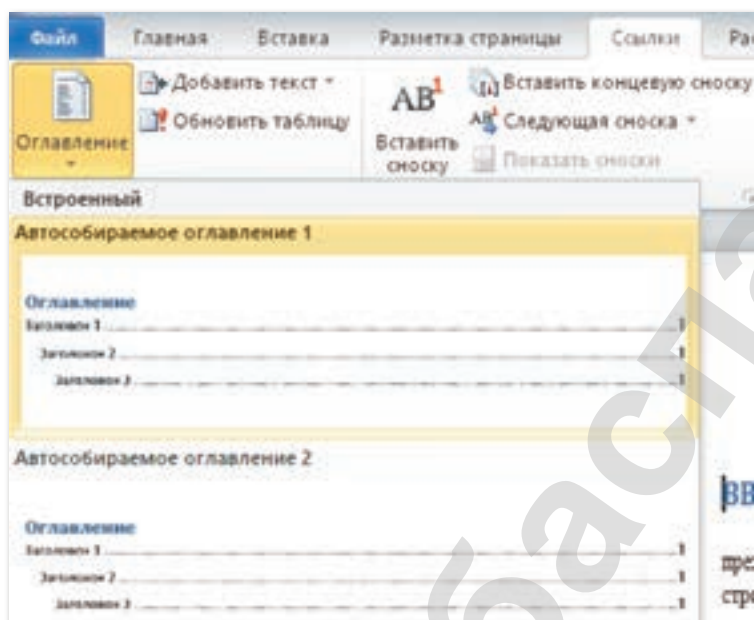 Файл Главная Вставка Разметка страницы Ссылки
Оглавление
Добавить текст
Обновить таблицу
AB1
Вставить сноску
Вставить концевую сноску
Следующая сноска
Показать сноски
Встроенный
Автособираемое оглавление 1
Оглавление
Заголовок 1 1
Заголовок 2 1
Заголовок 3 1
Автособираемое оглавление 2
Оглавление
Заголовок 1 1
Заголовок 2 1
Заголовок 3 1